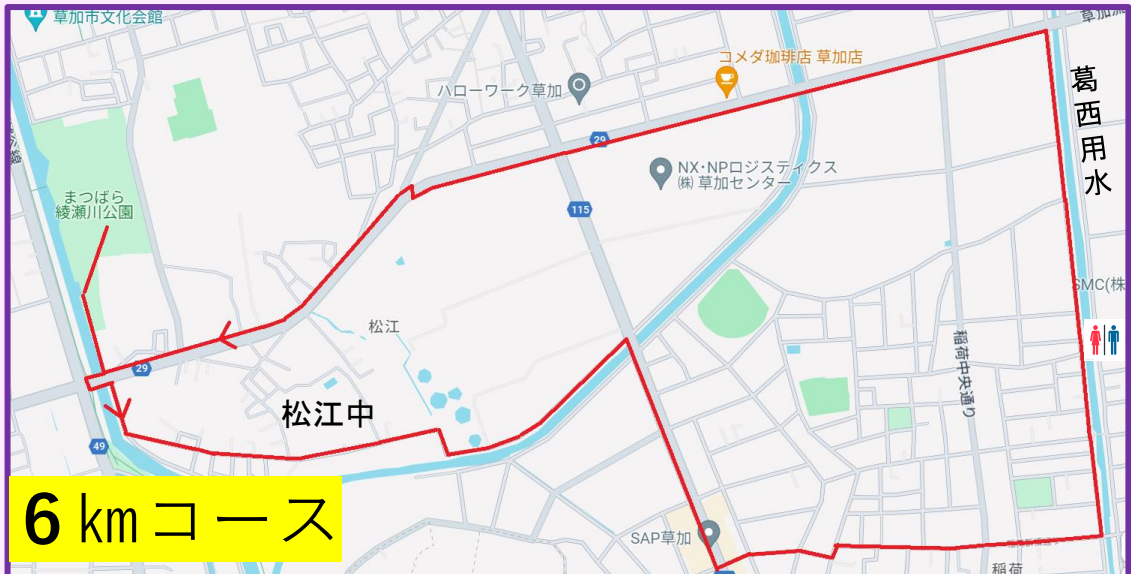 草加市文化会館
コメダ珈琲店 草加店
ハローワーク草加
葛西用水
29
NX・NPロジスティクス
㈱ 草加センター
まつばら
綾瀬川公園
115
SMC(株
松江
稲荷中央通り
29
松江中
49
6 kmコース
SAP草加
稲荷